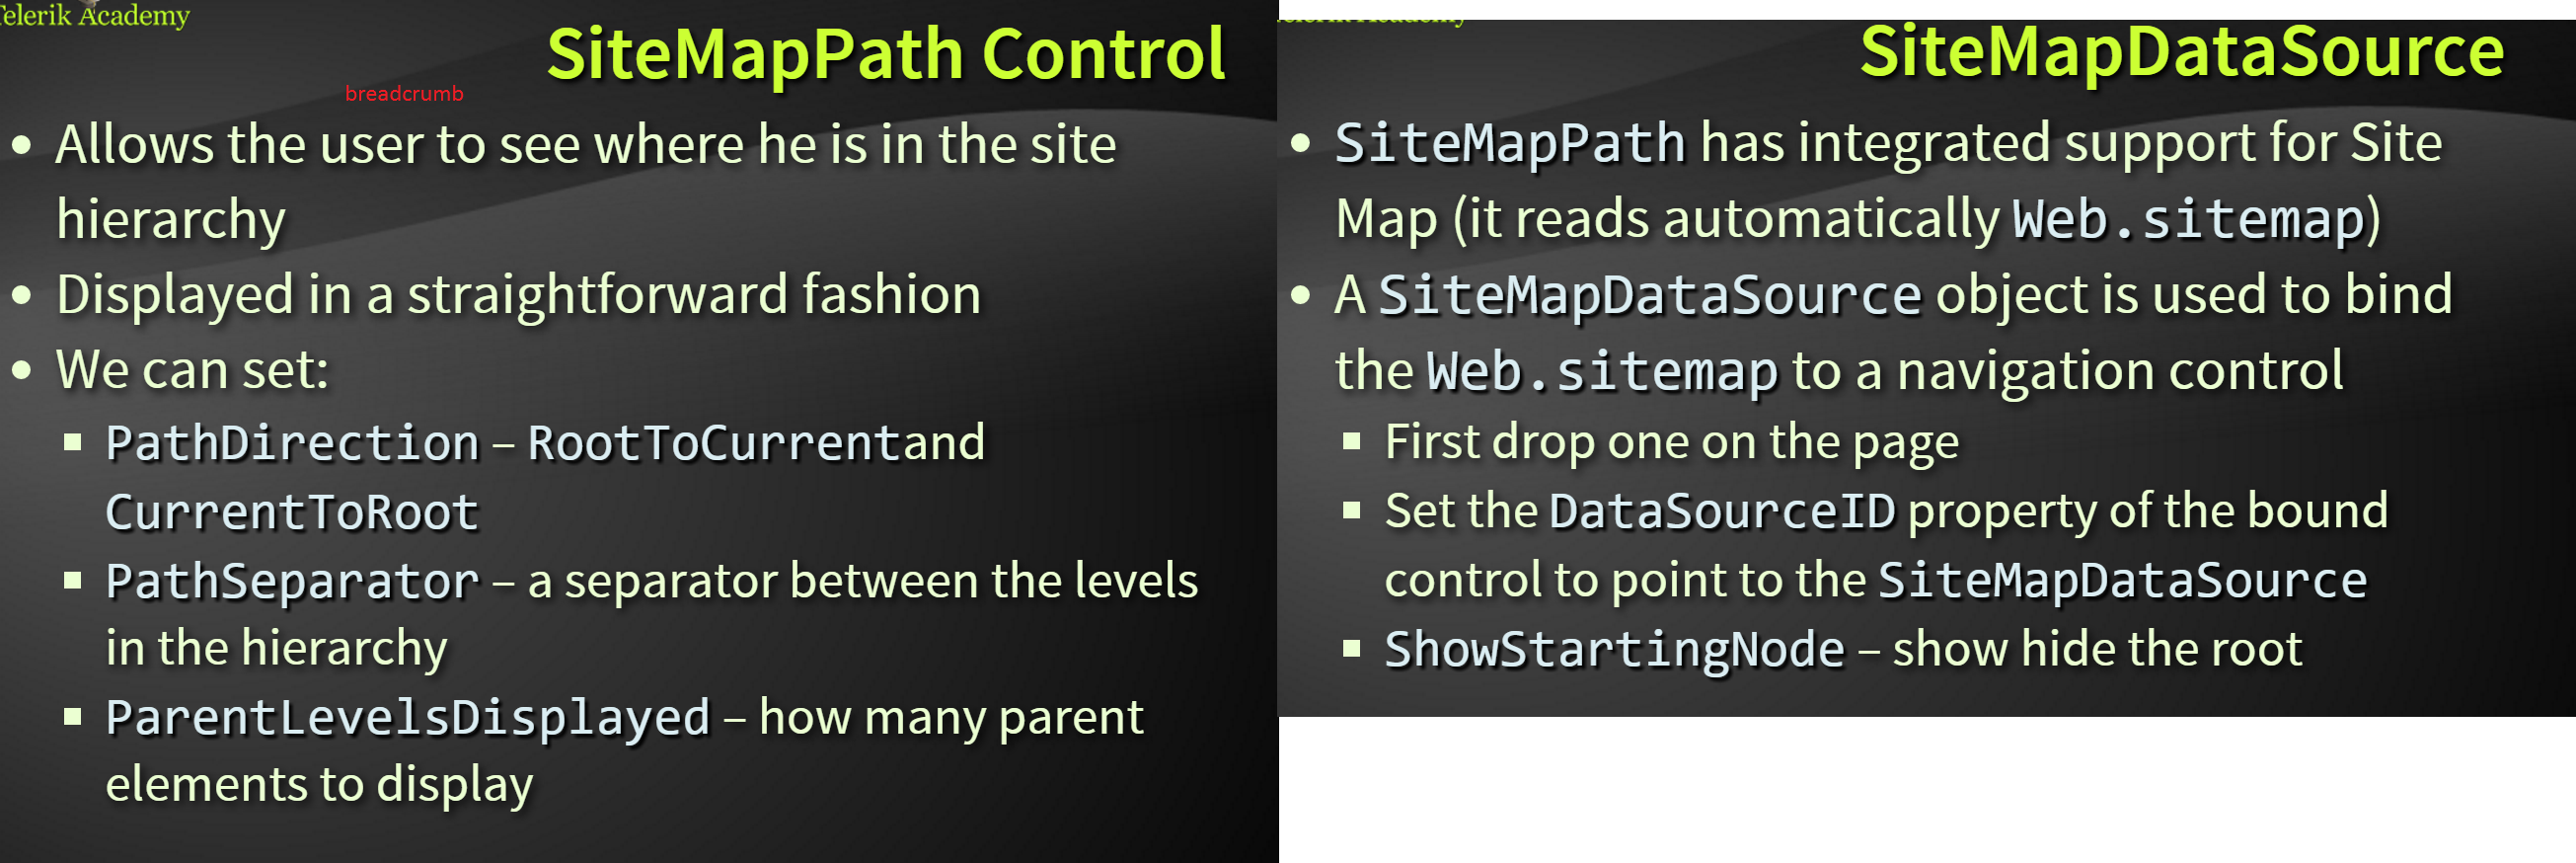 Telerik Academy
SiteMapPath Control
breadcrumb
• Allows the user to see where he is in the site
hierarchy
• Displayed in a straightforward fashion
• We can set:
▪ PathDirection – RootToCurrentand
CurrentToRoot
▪ PathSeparator – a separator between the levels
in the hierarchy
▪ ParentLevelsDisplayed – how many parent
elements to display
Telerik Academy
SiteMapDataSource
• SiteMapPath has integrated support for Site
Map (it reads automatically Web.sitemap)
• A SiteMapDataSource object is used to bind
the Web.sitemap to a navigation control
▪ First drop one on the page
▪ Set the DataSourceID property of the bound
control to point to the SiteMapDataSource
▪ ShowStartingNode – show hide the root